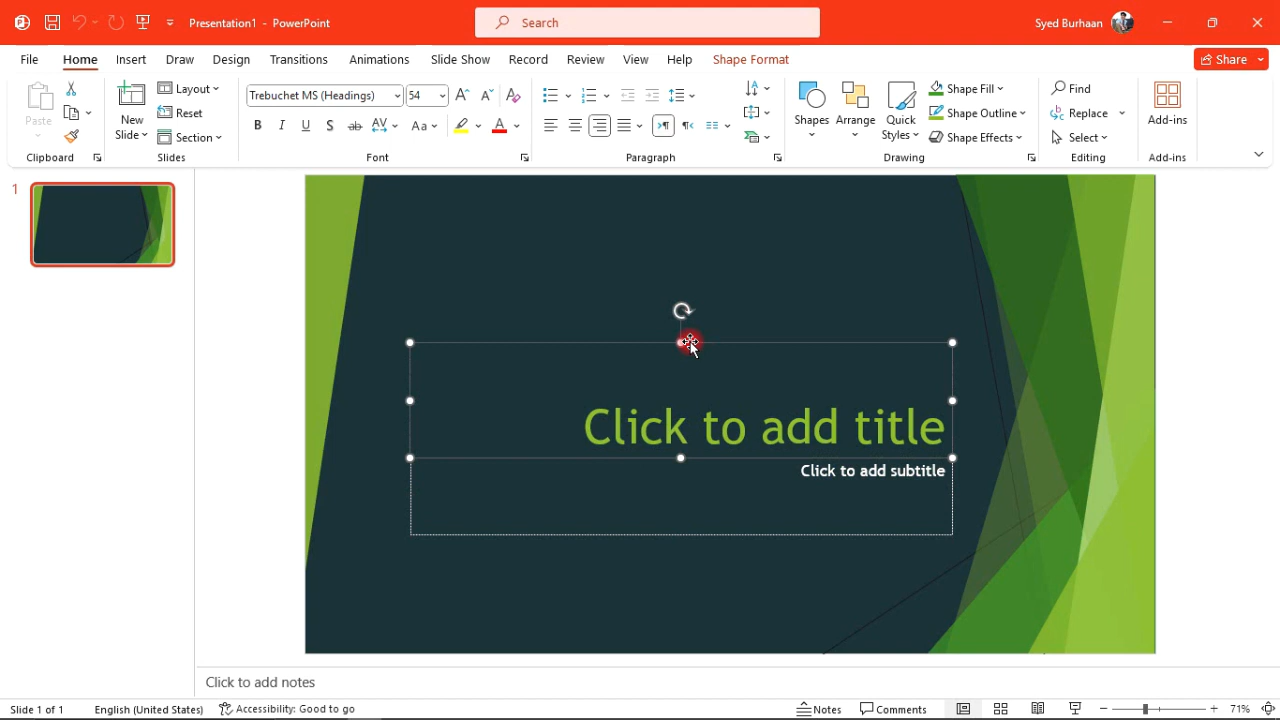 Presentation1 - PowerPoint
Search
Syed Burhaan
File Home Insert Draw Design Transitions Animations Slide Show Record Review View Help Shape Format
Share
Paste
Clipboard
New
Slide
Layout
Reset
Section
Slides
Trebuchet MS (Headings) 54
B I U S ab AV Aa A
Font
Paragraph
Shapes
Arrange
Quick
Styles
Shape Fill
Shape Outline
Shape Effects
Drawing
Find
Replace
Select
Editing
Add-ins
Add-ins
1
Click to add title
Click to add subtitle
Click to add notes
Slide 1 of 1 English (United States) Accessibility: Good to go Notes Comments 71%